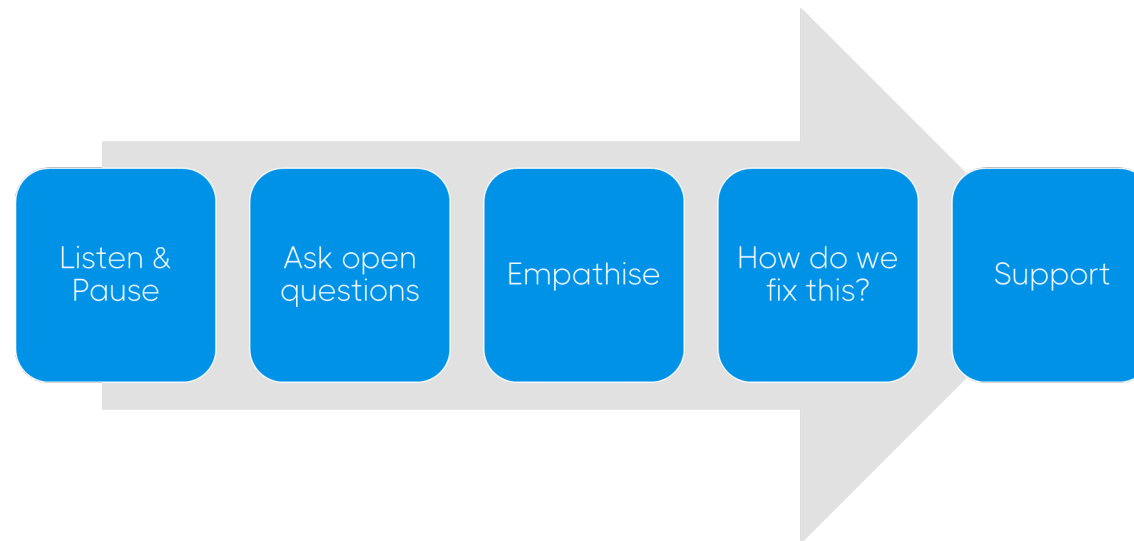 Listen &
Pause
Ask open
questions
Empathise
How do we
fix this?
Support